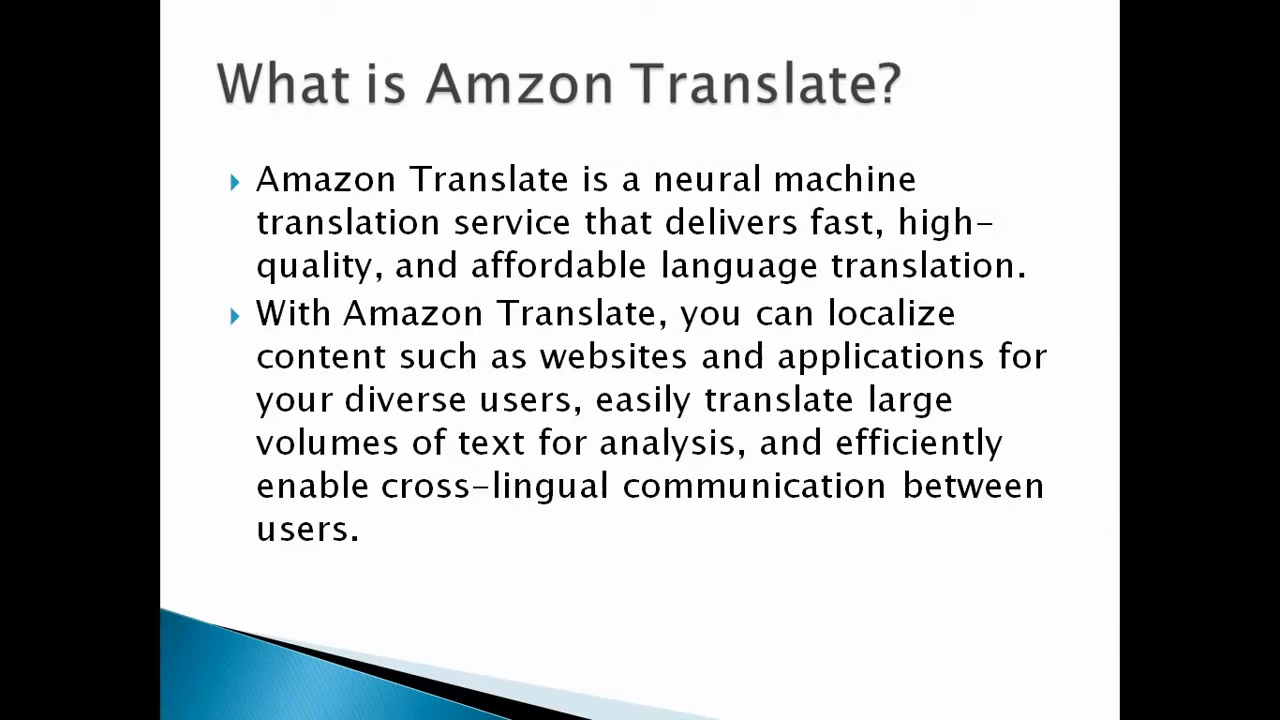 What is Amzon Translate?
Amazon Translate is a neural machine
translation service that delivers fast, high-
quality, and affordable language translation.
With Amazon Translate, you can localize
content such as websites and applications for
your diverse users, easily translate large
volumes of text for analysis, and efficiently
enable cross-lingual communication between
users.